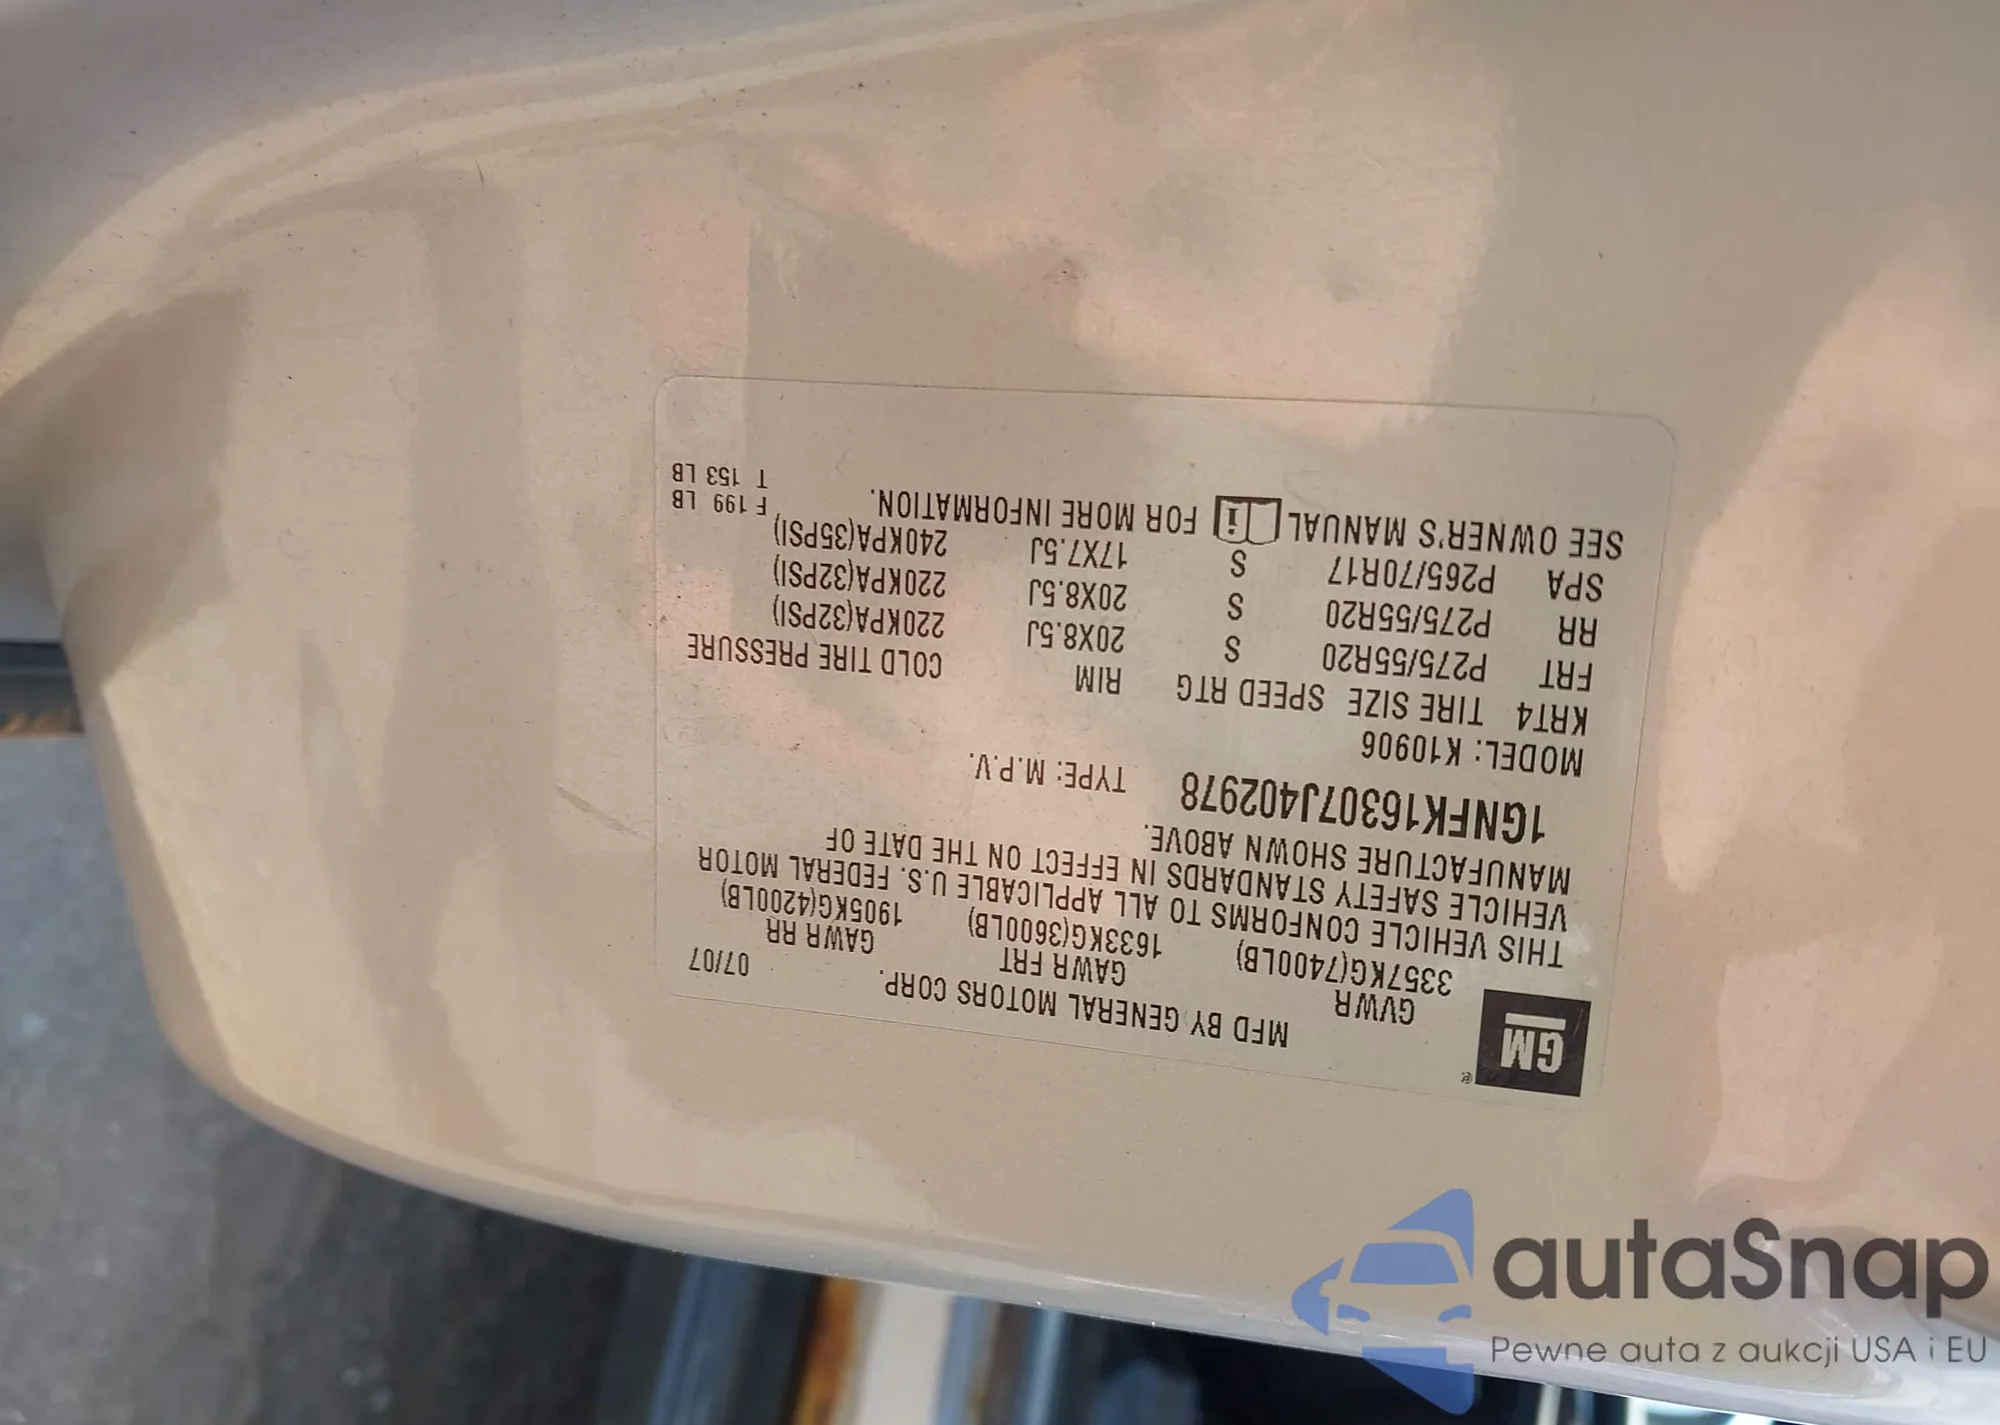 GM
®
MFD BY GENERAL MOTORS CORP. 07/07
GVWR GAWR FRT GAWR RR
3357KG(7400LB) 1633KG(3600LB) 1905KG(4200LB)
THIS VEHICLE CONFORMS TO ALL APPLICABLE U.S. FEDERAL MOTOR
VEHICLE SAFETY STANDARDS IN EFFECT ON THE DATE OF
MANUFACTURE SHOWN ABOVE.
1GNFK16307J402978 TYPE: M.P.V.
MODEL: K10906
KRT4 TIRE SIZE SPEED RTG RIM COLD TIRE PRESSURE
FRT P275/55R20 S 20X8.5J 220KPA(32PSI)
RR P275/55R20 S 20X8.5J 220KPA(32PSI)
SPA P265/70R17 S 17X7.5J 240KPA(35PSI)
SEE OWNER'S MANUAL i FOR MORE INFORMATION.
F 199 LB
T 153 LB
autaSnap
Pewne auta z aukcji USA i EU